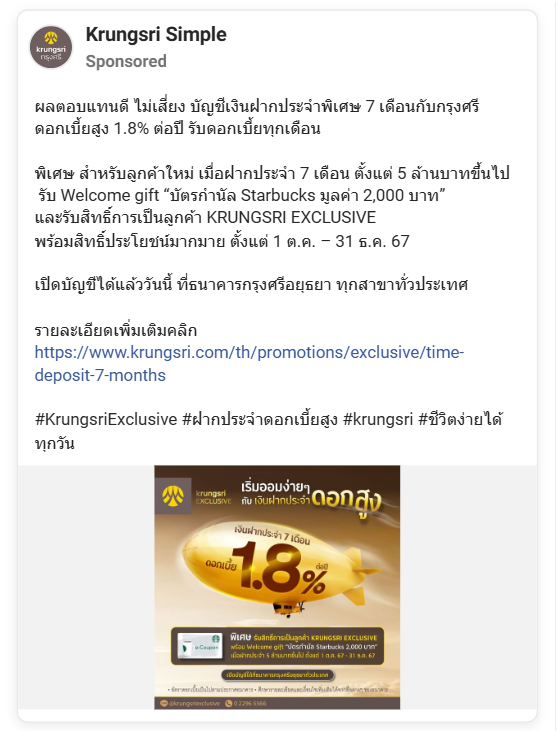 Krungsri Simple
Sponsored
krungsri
กรุงศรี
ผลตอบแทนดี ไม่เสี่ยง บัญชีเงินฝากประจำพิเศษ 7 เดือนกับกรุงศรี
ดอกเบี้ยสูง 1.8% ต่อปี รับดอกเบี้ยทุกเดือน
พิเศษ สำหรับลูกค้าใหม่ เมื่อฝากประจำ 7 เดือน ตั้งแต่ 5 ล้านบาทขึ้นไป
รับ Welcome gift “บัตรกำนัล Starbucks มูลค่า 2,000 บาท”
และรับสิทธิ์การเป็นลูกค้า KRUNGSRI EXCLUSIVE
พร้อมสิทธิ์ประโยชน์มากมาย ตั้งแต่ 1 ต.ค. – 31 ธ.ค. 67
เปิดบัญชีได้แล้ววันนี้ ที่ธนาคารกรุงศรีอยุธยา ทุกสาขาทั่วประเทศ
รายละเอียดเพิ่มเติมคลิก
https://www.krungsri.com/th/promotions/exclusive/time-
deposit-7-months
#KrungsriExclusive #ฝากประจำดอกเบี้ยสูง #krungsri #ชีวิตง่ายได้
ทุกวัน
krungsri
EXCLUSIVE
เริ่มออมง่ายๆ
กับ เงินฝากประจำ ดอกสูง
เงินฝากประจำ 7 เดือน
ดอกเบี้ย 1.8% ต่อปี
e-Coupon
พิเศษ รับสิทธิ์การเป็นลูกค้า KRUNGSRI EXCLUSIVE
พร้อม Welcome gift "บัตรกำนัล Starbucks 2,000 บาท"
เมื่อฝากประจำ 5 ล้านบาทขึ้นไป ตั้งแต่ 1 ต.ค. 67 - 31 ธ.ค. 67
เปิดบัญชีได้ที่ธนาคารกรุงศรีอยุธยาทั่วประเทศ
@krungsriexclusive 0 2296 5566